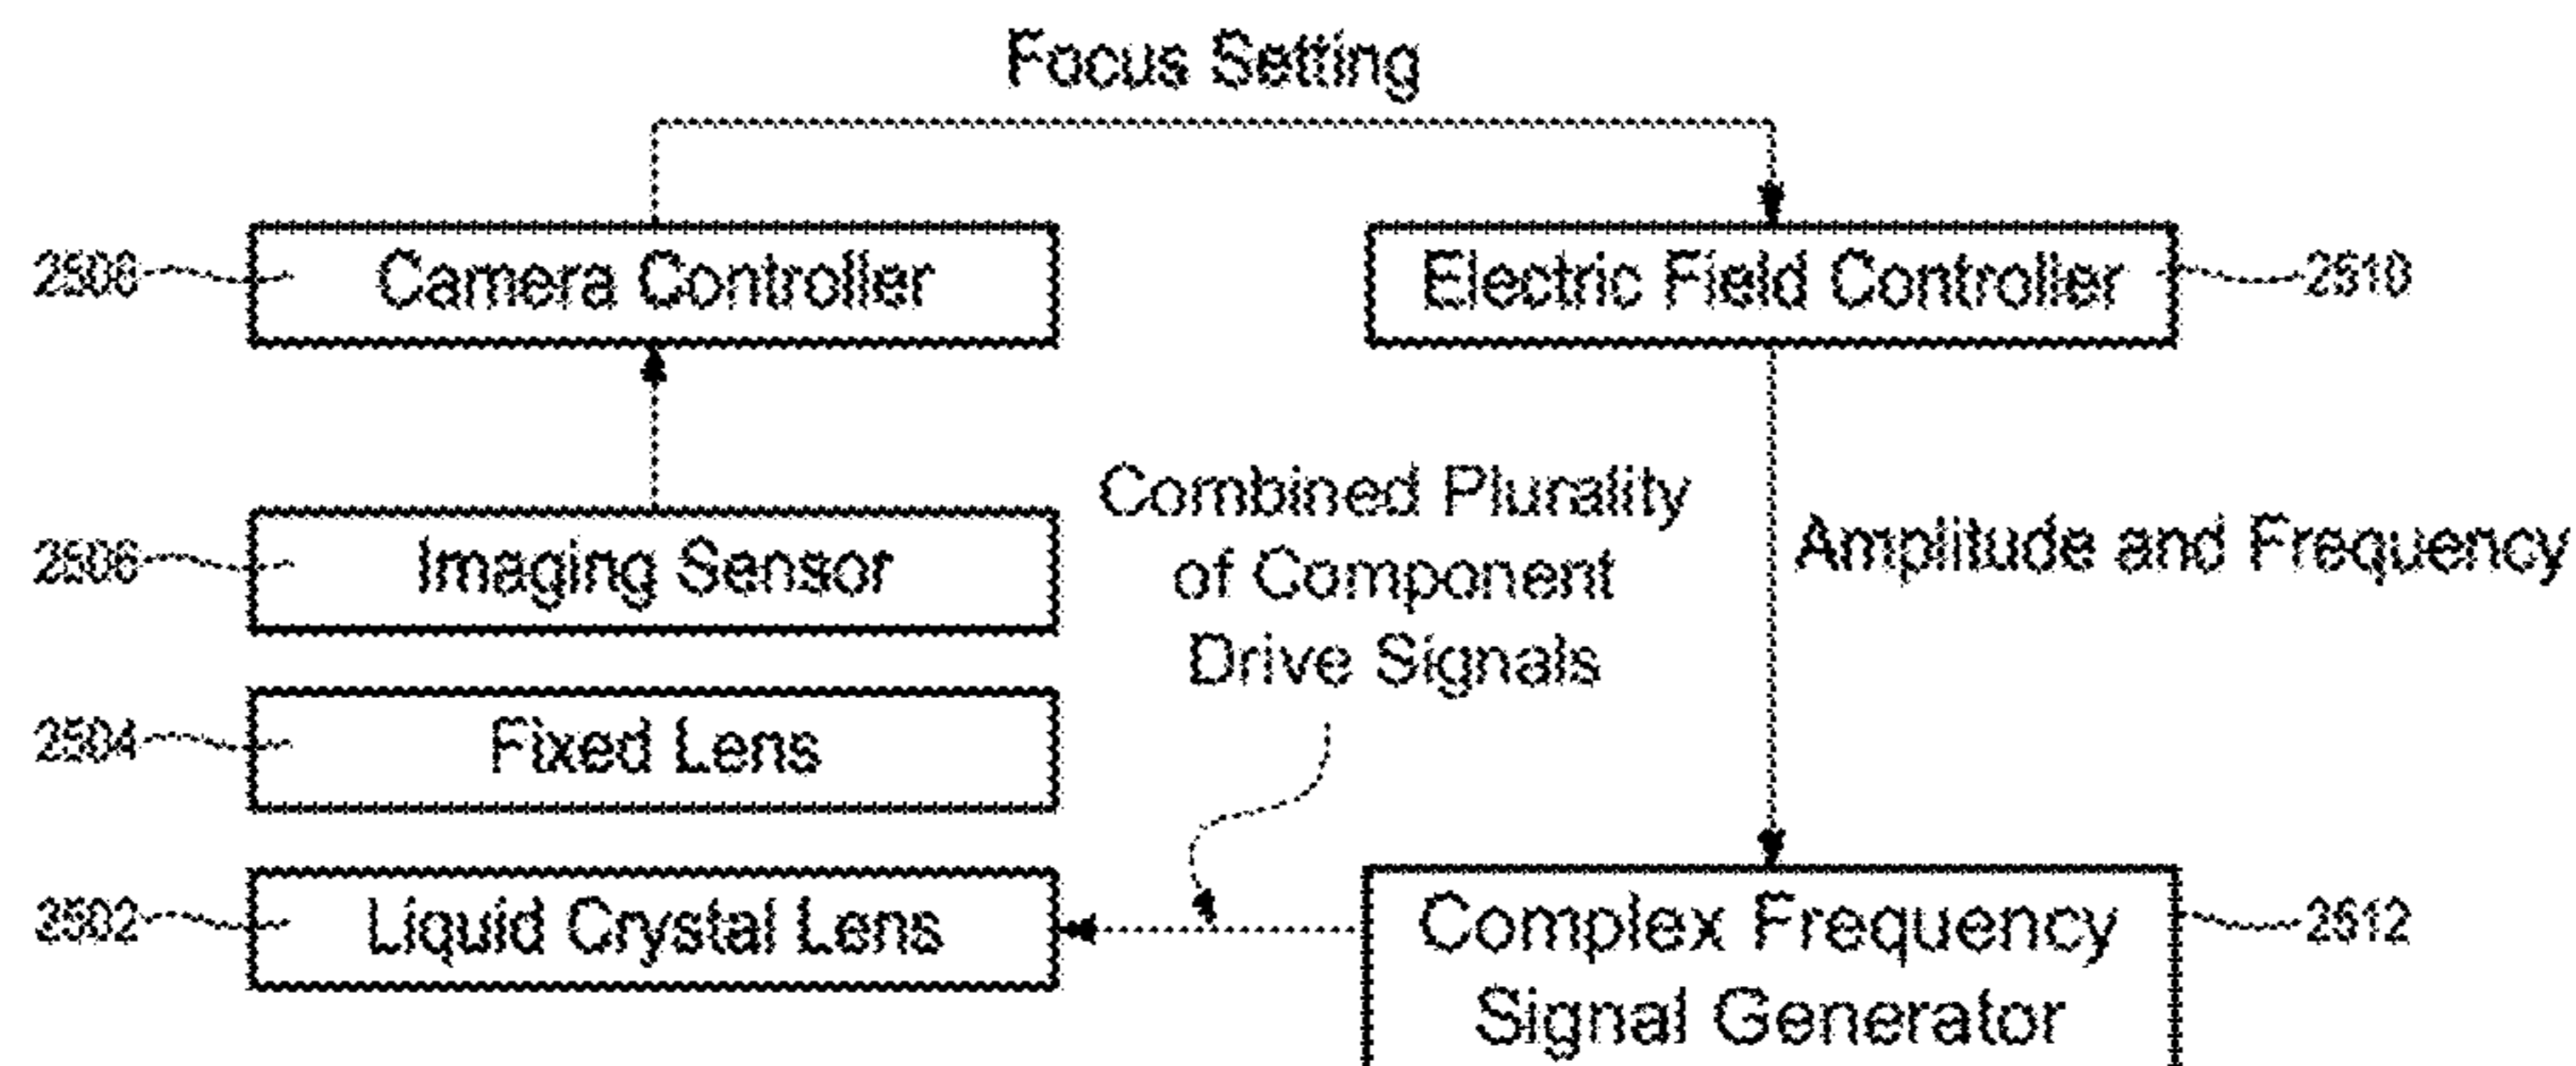 Focus Setting
2508 Camera Controller
Electric Field Controller 2510
2506 Imaging Sensor
Combined Plurality
of Component
Drive Signals
Amplitude and Frequency
2504 Fixed Lens
2502 Liquid Crystal Lens
Complex Frequency 2512
Signal Generator